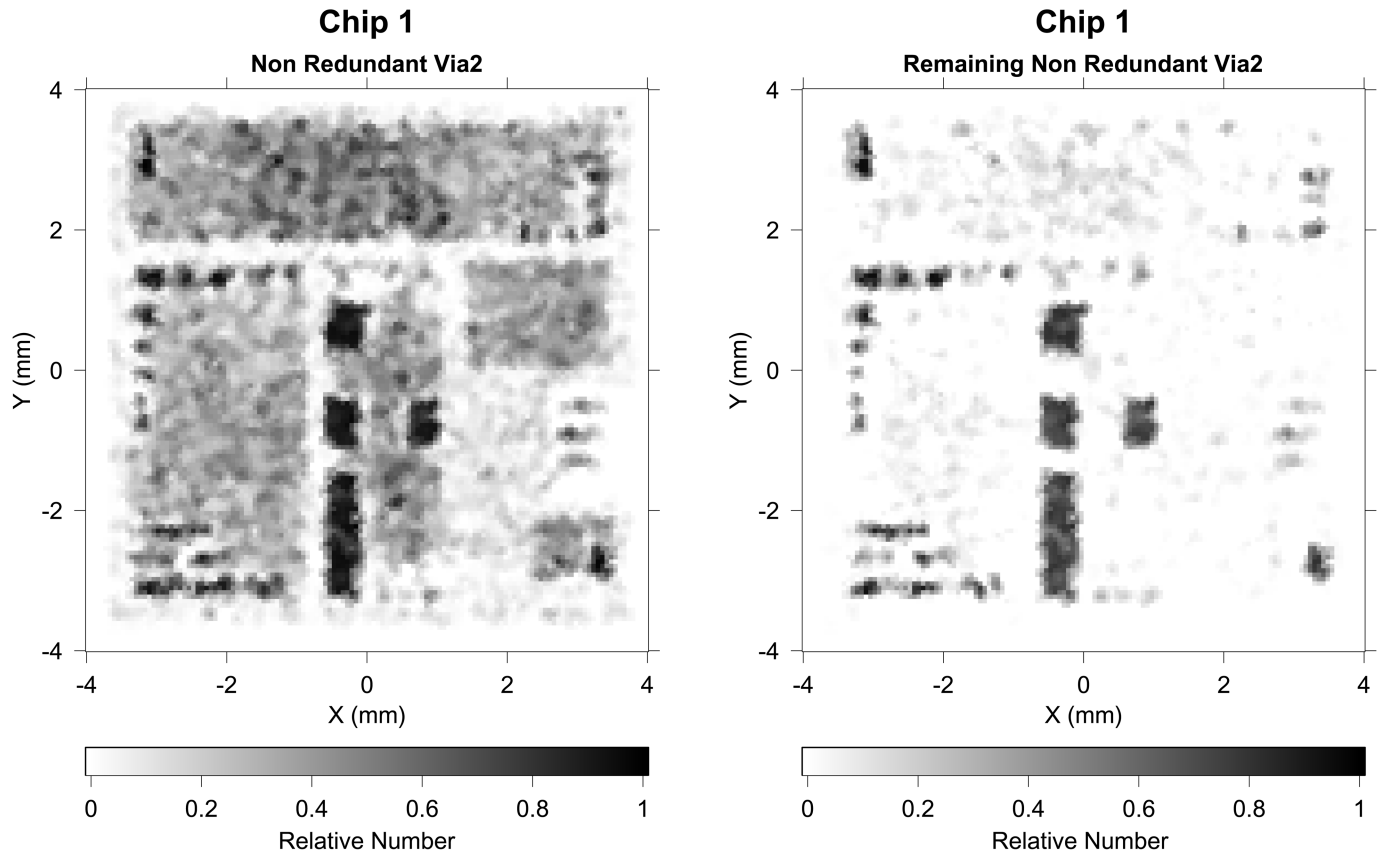 Chip 1
Non Redundant Via2
4
2
0
-2
-4
Y (mm)
-4 -2 0 2 4
X (mm)
0 0.2 0.4 0.6 0.8 1
Relative Number
Chip 1
Remaining Non Redundant Via2
4
2
0
-2
-4
Y (mm)
-4 -2 0 2 4
X (mm)
0 0.2 0.4 0.6 0.8 1
Relative Number